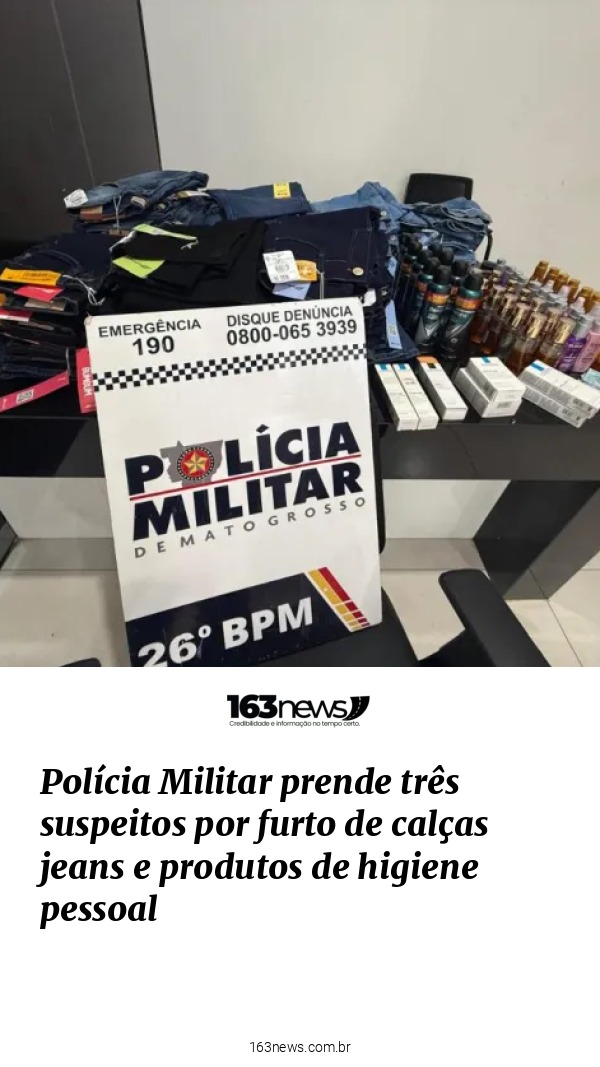 EMERGÊNCIA
190
DISQUE DENÚNCIA
0800-065 3939
POLÍCIA
MILITAR
DE MATO GROSSO
26º BPM
163news
Credibilidade e informação no tempo certo.
Polícia Militar prende três
suspeitos por furto de calças
jeans e produtos de higiene
pessoal
163news.com.br